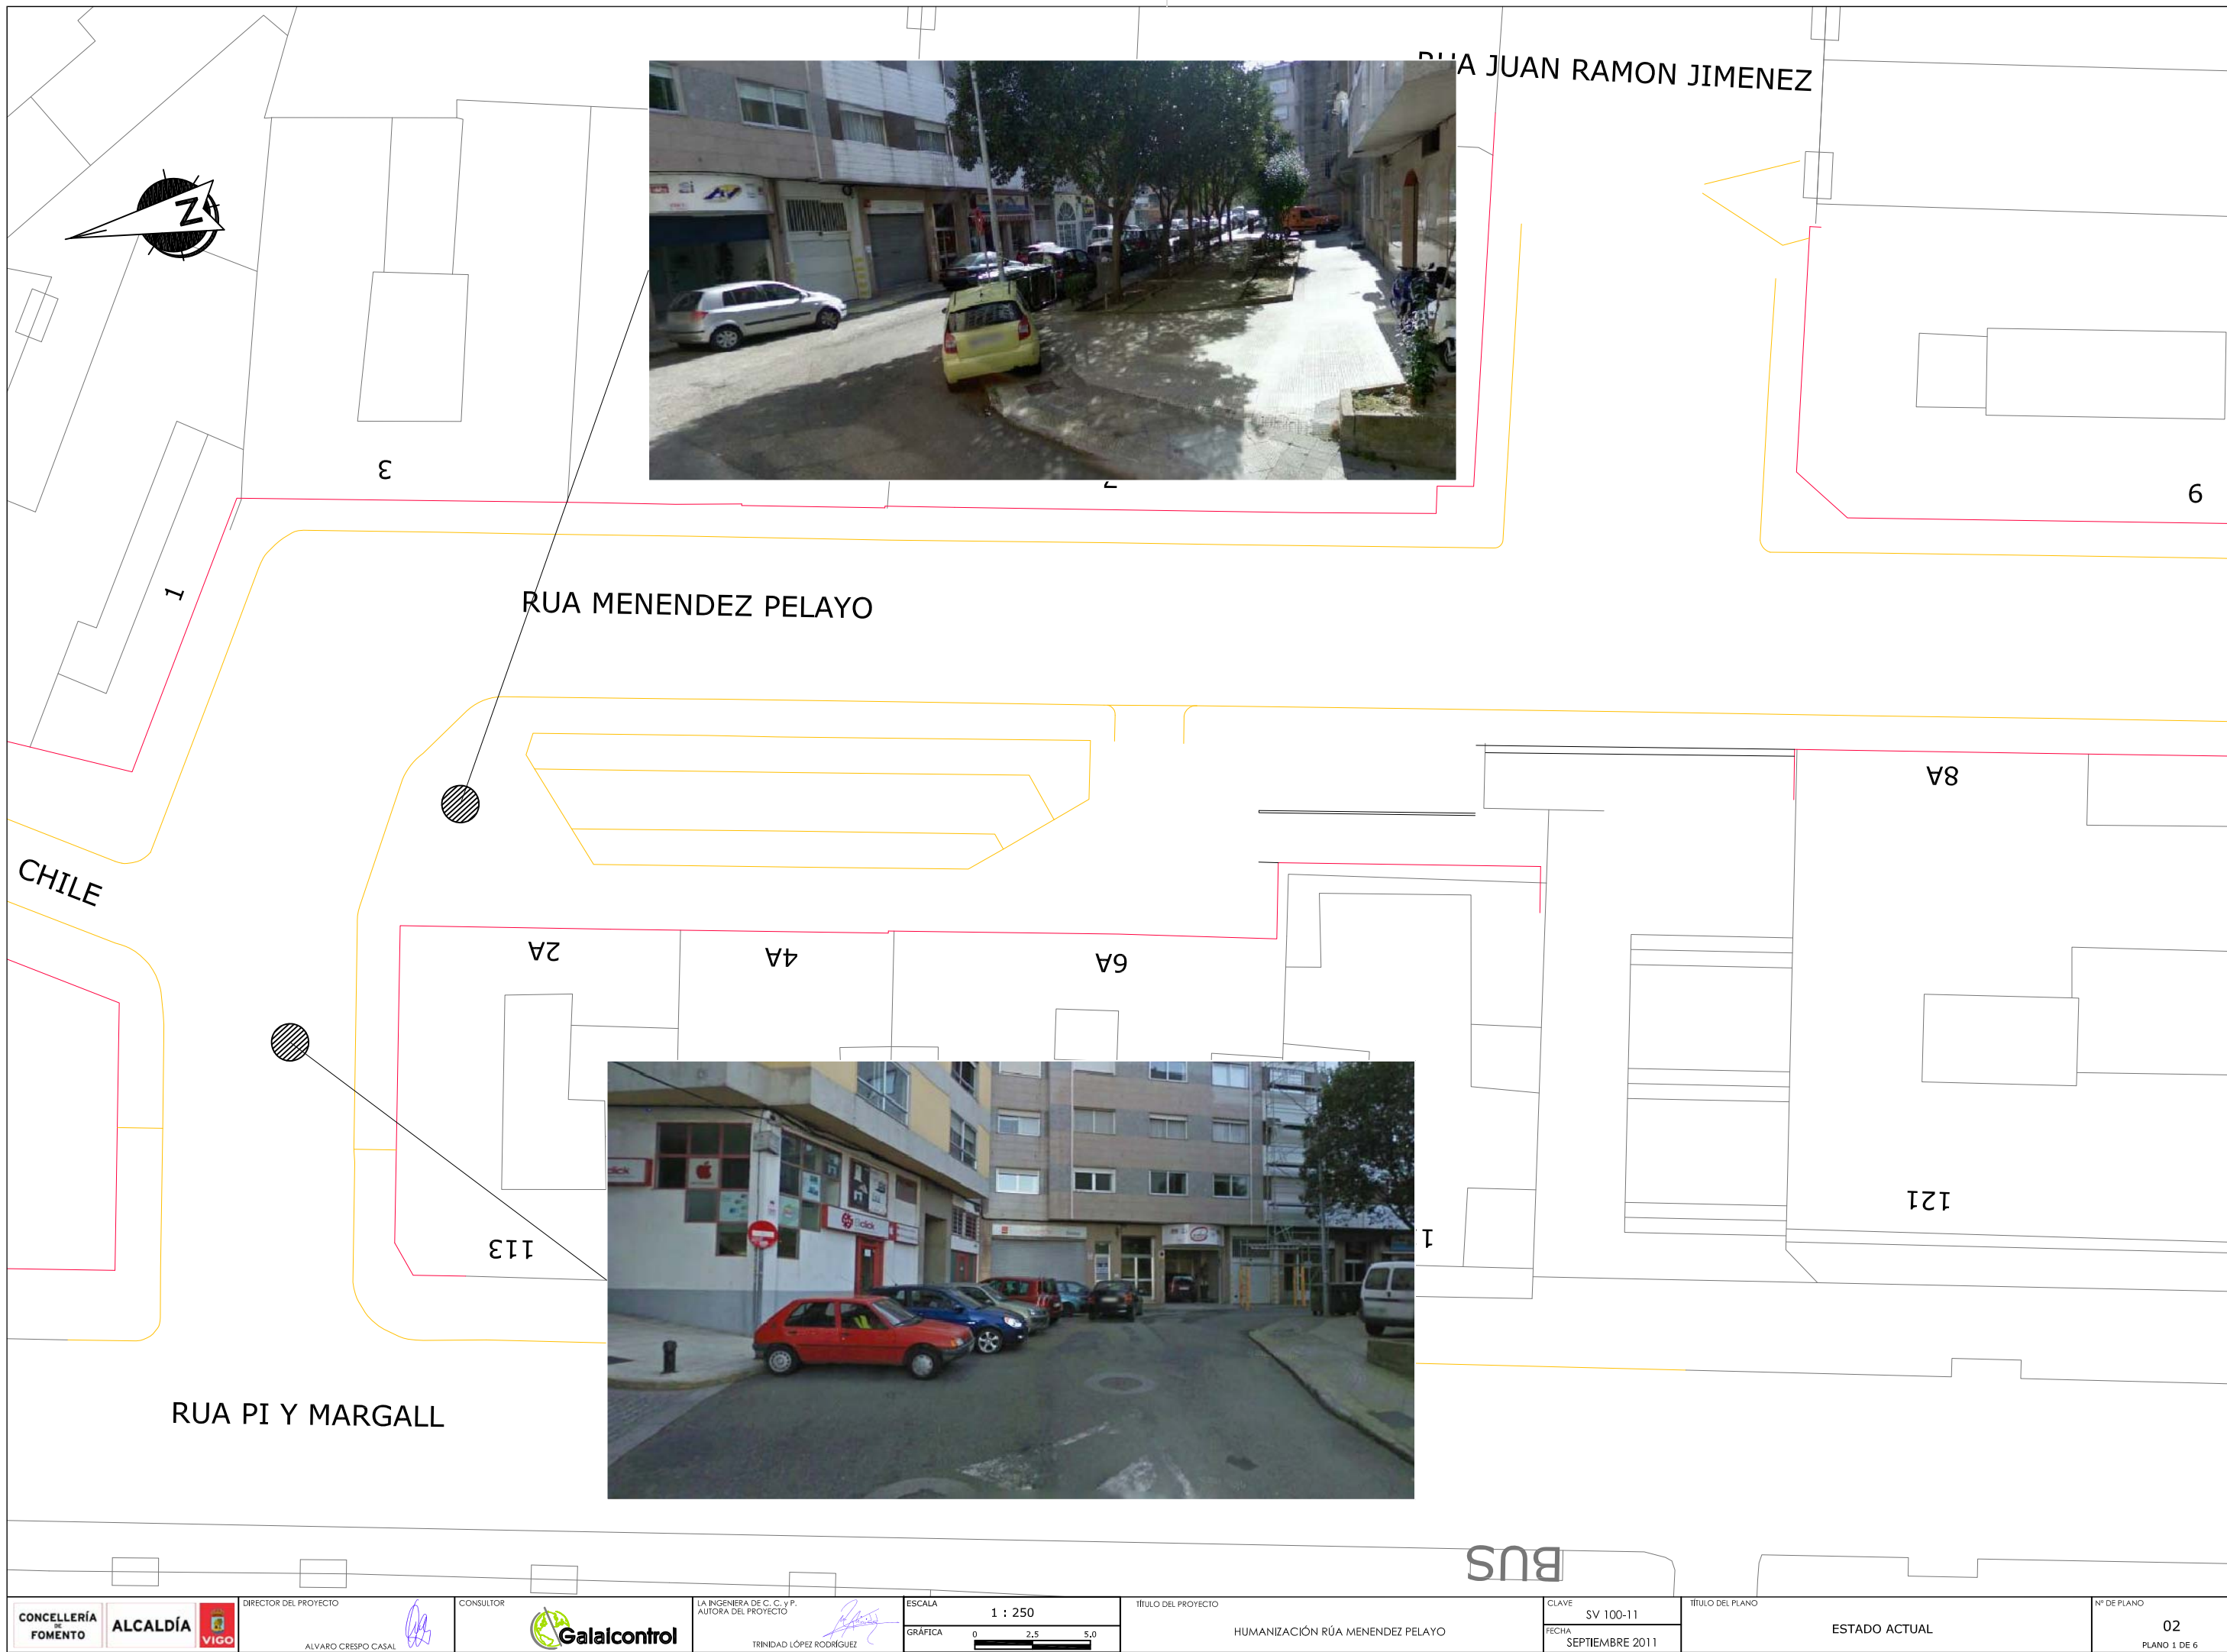 RUA JUAN RAMON JIMENEZ
N
3
7
9
1
RUA MENENDEZ PELAYO
8A
CHILE
2A
4A
6A
121
113
click
Bclick
1
RUA PI Y MARGALL
BUS
CONCELLERÍA
DE
FOMENTO
ALCALDÍA
VIGO
DIRECTOR DEL PROYECTO
ALVARO CRESPO CASAL
CONSULTOR
Galaicontrol
LA INGENIERA DE C. C. y P.
AUTORA DEL PROYECTO
TRINIDAD LÓPEZ RODRÍGUEZ
ESCALA
1 : 250
GRÁFICA
0 2,5 5,0
TÍTULO DEL PROYECTO
HUMANIZACIÓN RÚA MENENDEZ PELAYO
CLAVE
SV 100-11
FECHA
SEPTIEMBRE 2011
TÍTULO DEL PLANO
ESTADO ACTUAL
Nº DE PLANO
02
PLANO 1 DE 6